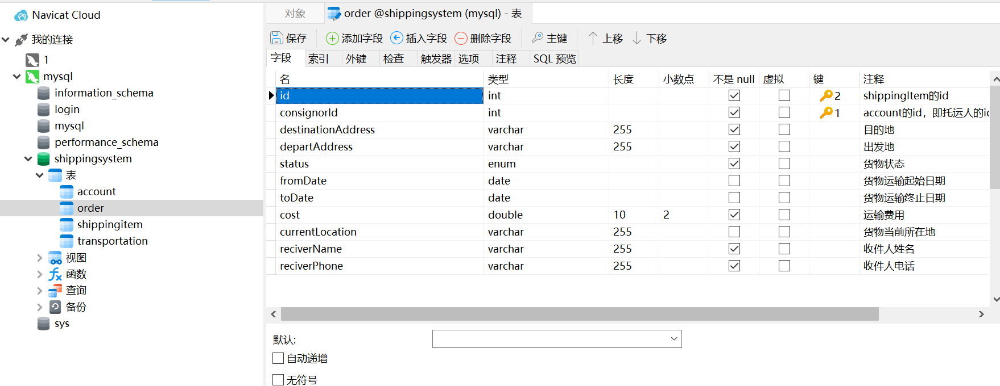 Navicat Cloud
我的连接
1
mysql
information_schema
login
mysql
performance_schema
shippingsystem
表
account
order
shippingitem
transportation
视图
函数
查询
备份
sys
对象 order @shippingsystem (mysql) - 表
保存 添加字段 插入字段 删除字段 主键 上移 下移
字段 索引 外键 检查 触发器 选项 注释 SQL 预览
名 类型 长度 小数点 不是 null 虚拟 键 注释
id int 2 shippingItem的id
consignorId int 1 account的id，即托运人的id
destinationAddress varchar 255 目的地
departAddress varchar 255 出发地
status enum 货物状态
fromDate date 货物运输起始日期
toDate date 货物运输终止日期
cost double 10 2 运输费用
currentLocation varchar 255 货物当前所在地
reciverName varchar 255 收件人姓名
reciverPhone varchar 255 收件人电话
默认:
自动递增
无符号